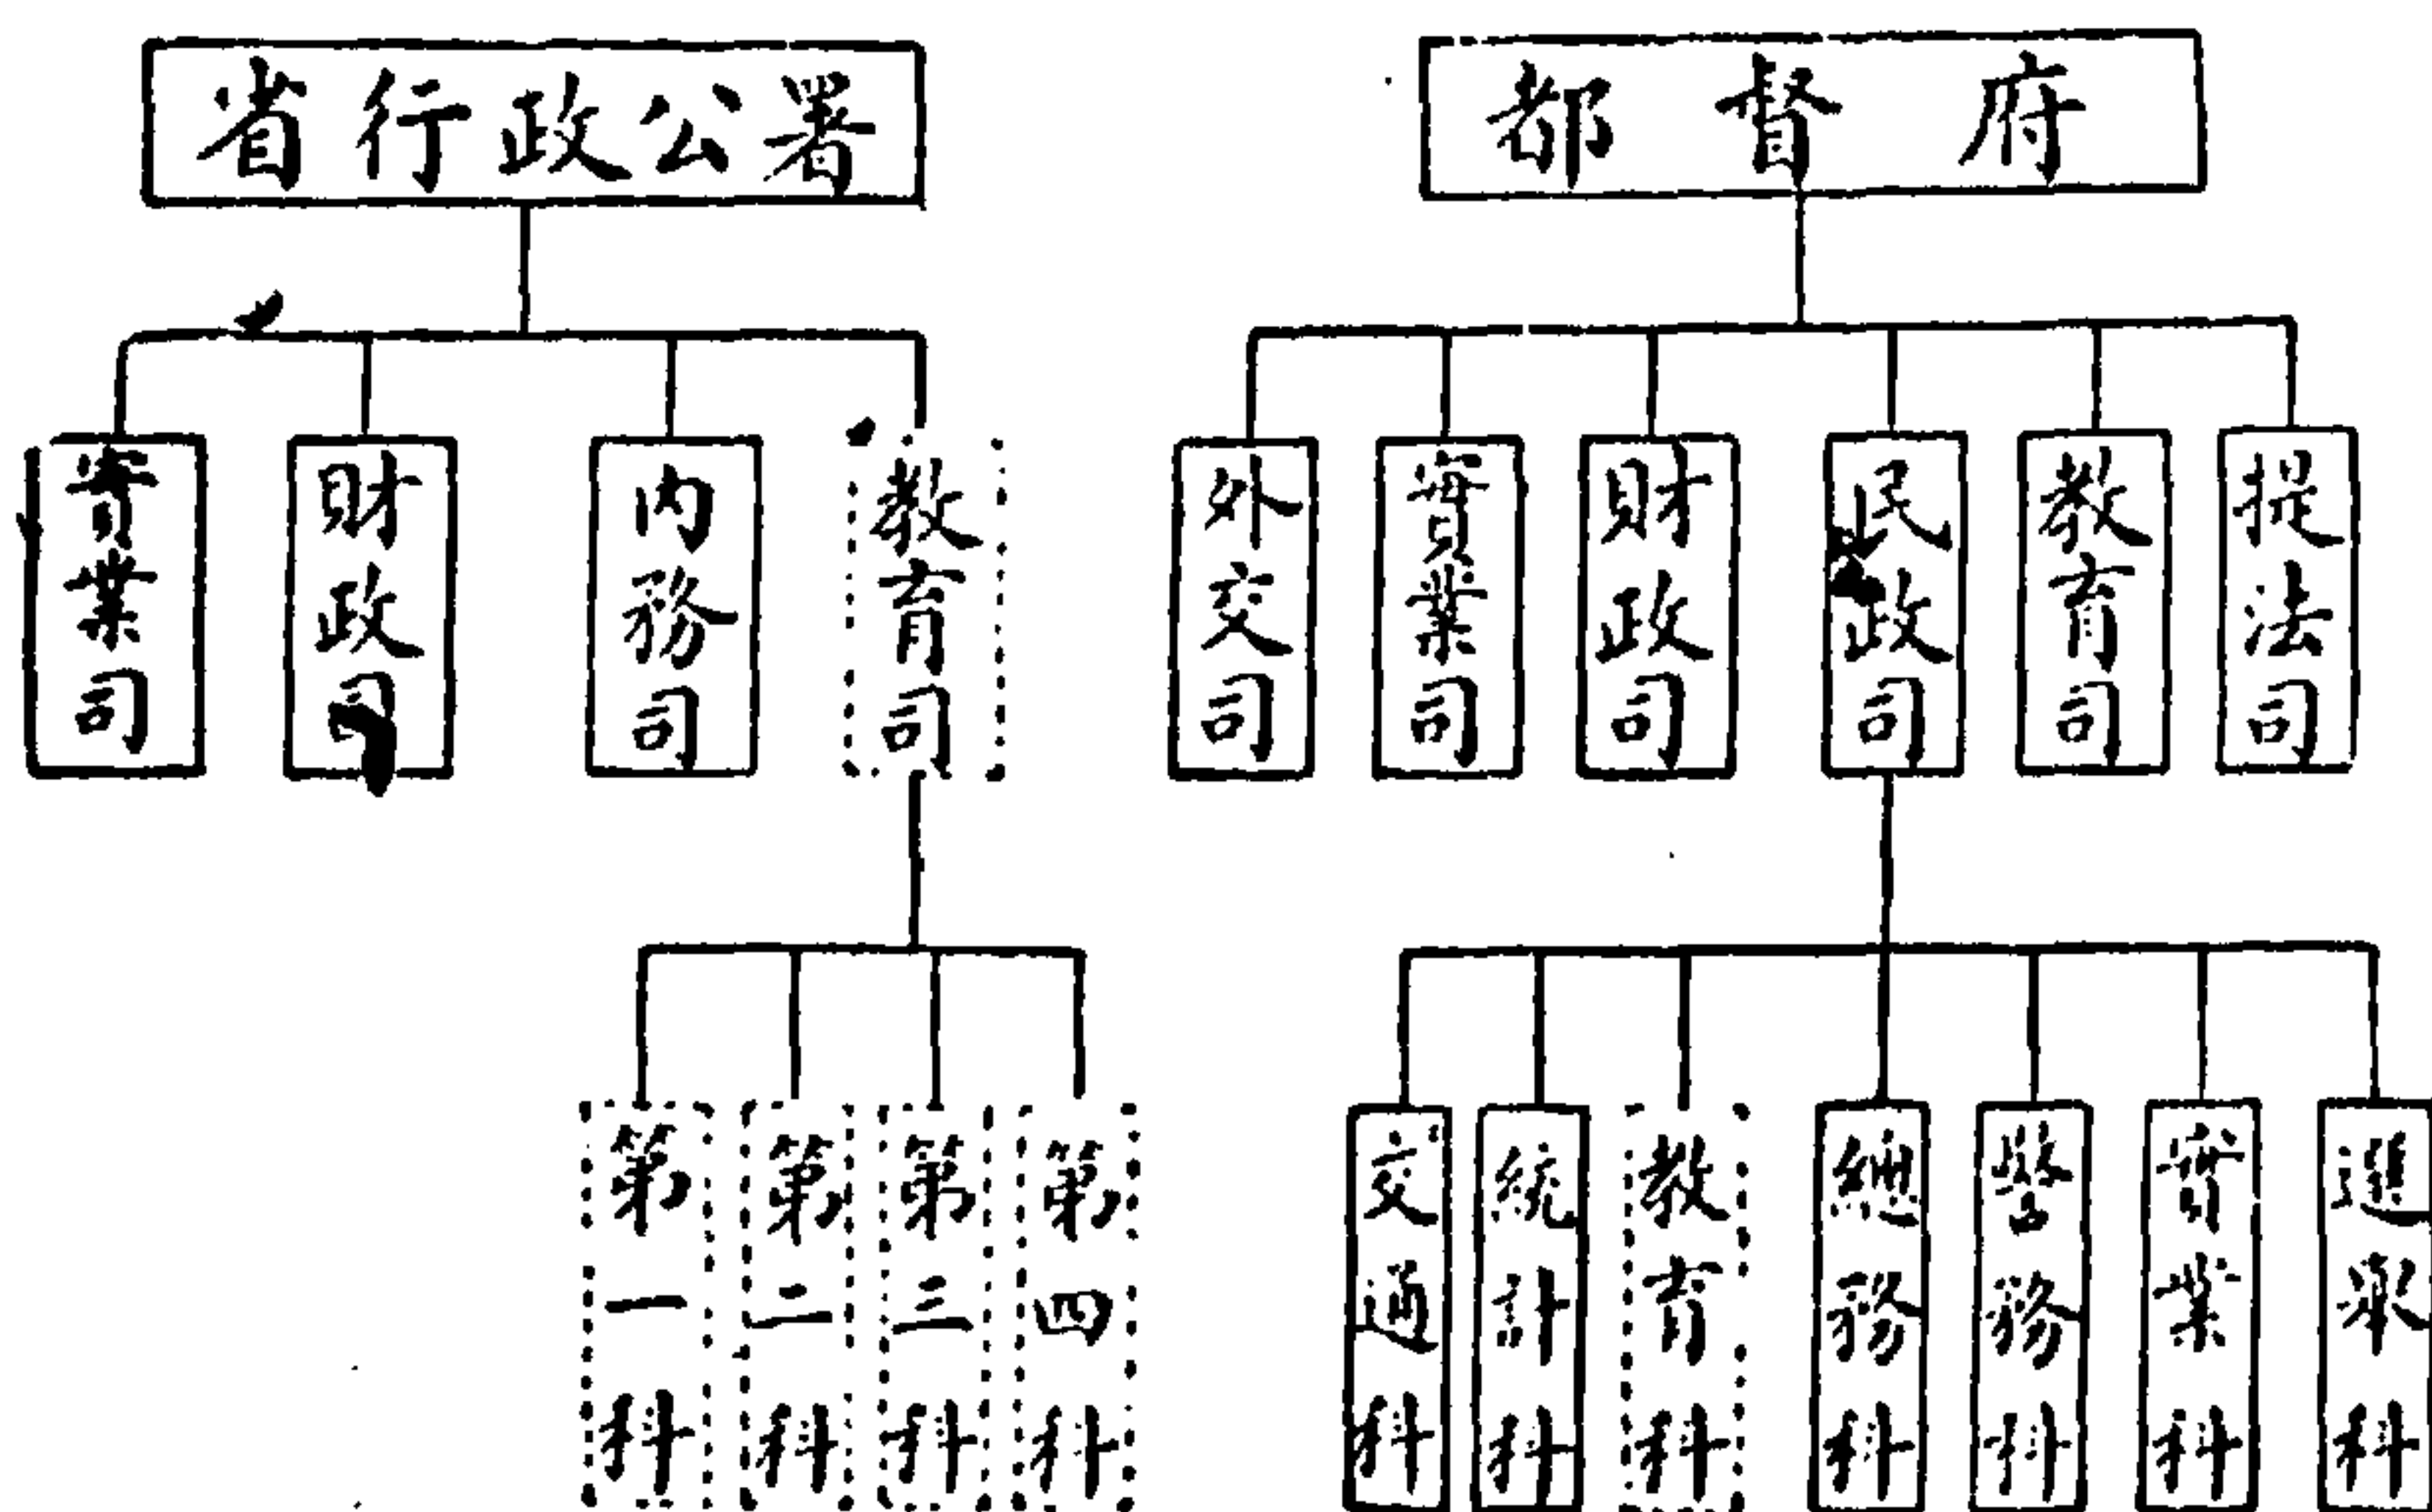 省行政公署
都督府
實業司
財政司
內務司
教育司
外交司
實業司
財政司
民政司
教育司
提法司
第一科
第二科
第三科
第四科
交通科
統計科
教育科
總務科
警務科
實業科
科